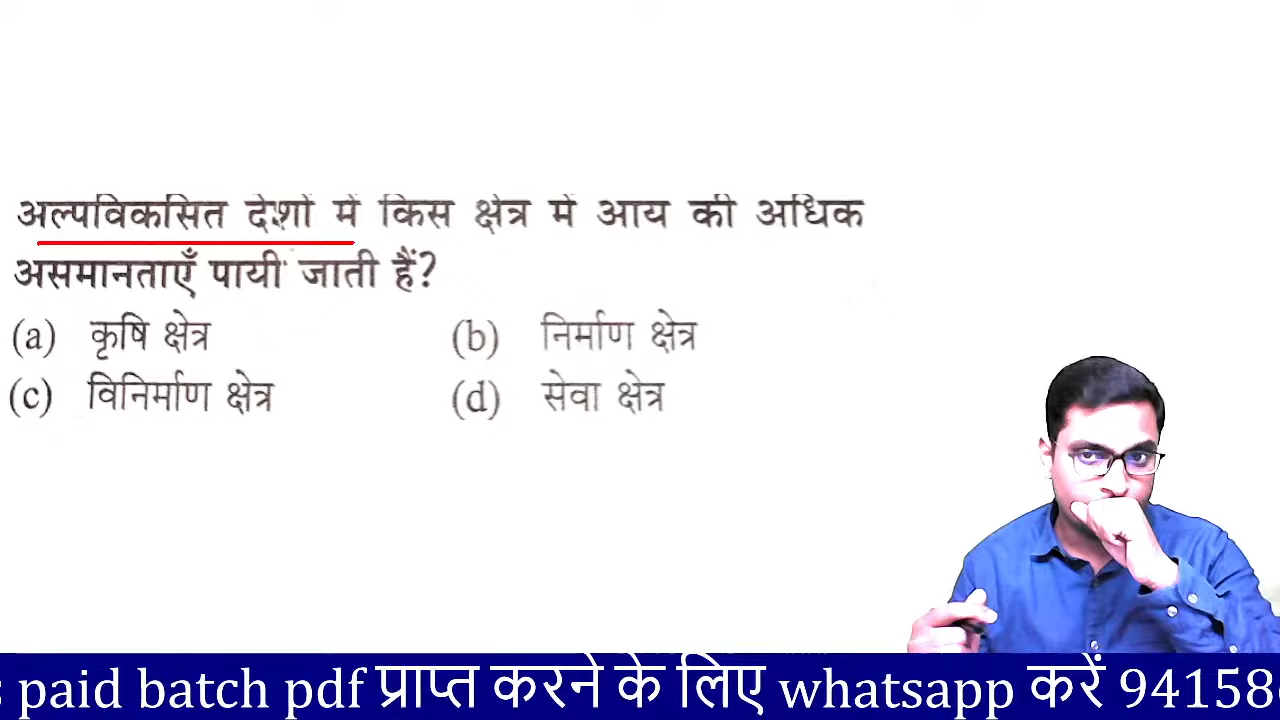 अल्पविकसित देशों में किस क्षेत्र में आय की अधिक
असमानताएँ पायी जाती हैं?
(a) कृषि क्षेत्र (b) निर्माण क्षेत्र
(c) विनिर्माण क्षेत्र (d) सेवा क्षेत्र
paid batch pdf प्राप्त करने के लिए whatsapp करें 94158